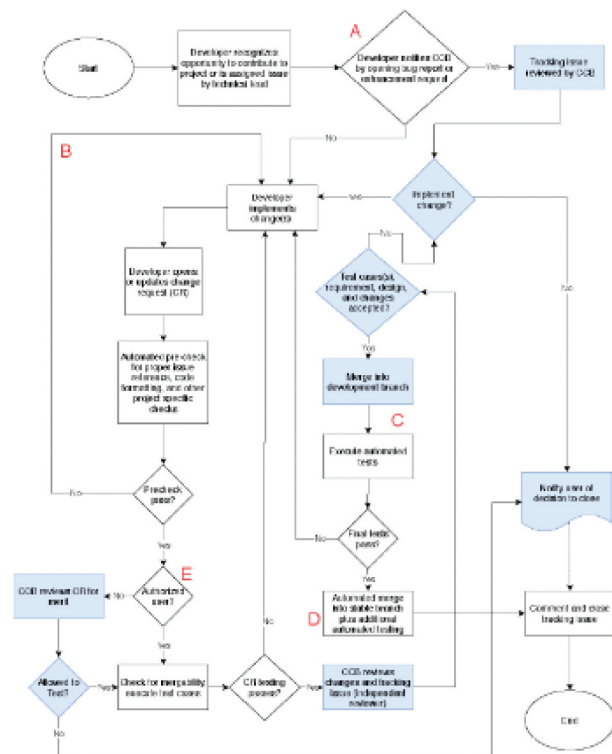 A
Start
Developer recognizes
opportunity to contribute to
project or is assigned issue
by technical lead
Developer notifies CCB
by opening bug report or
enhancement request
Yes
Tracking issue
reviewed by CCB
No
B
Developer
implements
change(s)
Yes
Implement
change?
No
No
Developer opens
or updates change
request (CR)
Test cases(s),
requirement, design,
and changes
accepted?
Yes
Automated pre-check
for proper issue
reference, code
formatting, and other
project specific
checks
Merge into
development branch
C
Execute automated
tests
No
Precheck
pass?
Notify user of
decision to close
No
Final tests
pass?
Yes
Yes
E
CCB reviews CR for
merit
No
Authorized
user?
No
D
Automated merge
into stable branch
plus additional
automated testing
Comment and close
tracking issue
Yes
Allowed to
Test?
Yes
Check for mergability,
execute test cases
CR testing
passes?
Yes
CCB reviews
changes and tracking
issue (independent
reviewer)
No
End